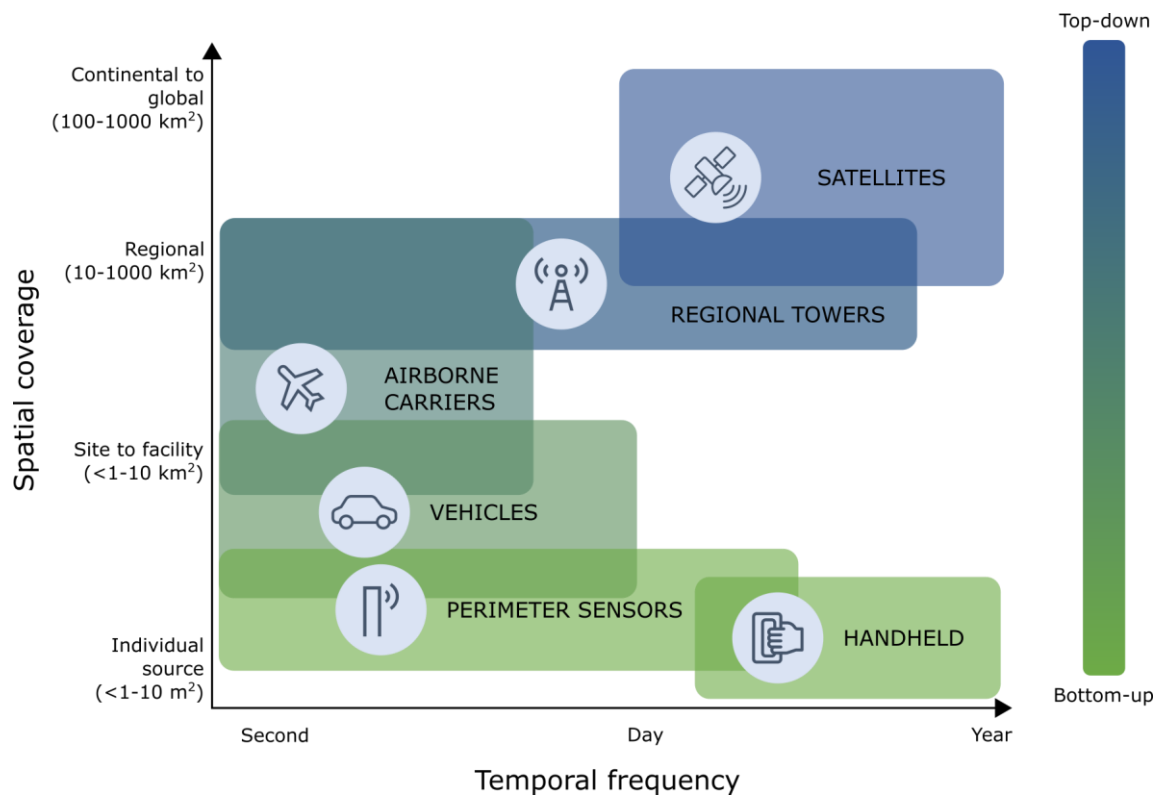 Top-down
Continental to
global
(100-1000 km²)
SATELLITES
Regional
(10-1000 km²)
REGIONAL TOWERS
AIRBORNE
CARRIERS
Spatial coverage
Site to facility
(<1-10 km²)
VEHICLES
PERIMETER SENSORS
HANDHELD
Individual
source
(<1-10 m²)
Bottom-up
Second
Day
Year
Temporal frequency